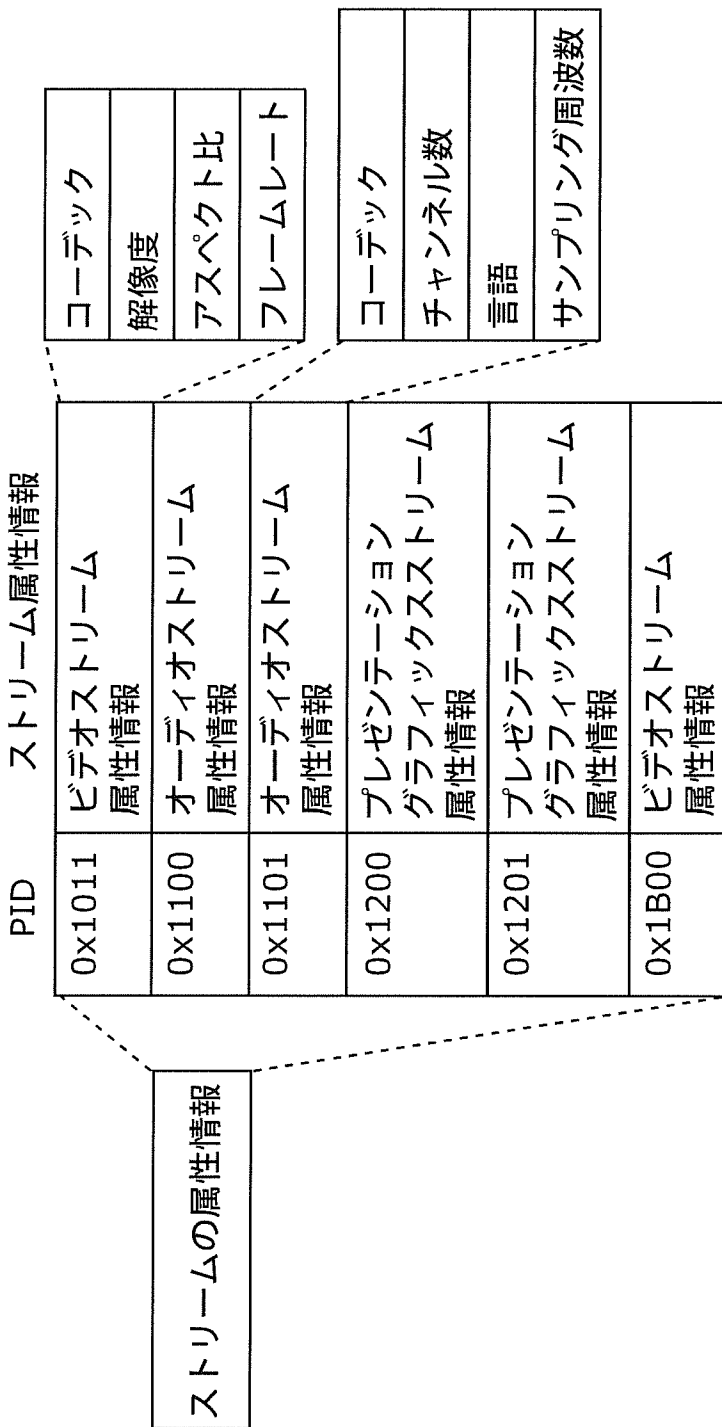 ストリームの属性情報
PID
ストリーム属性情報
0x1011
ビデオストリーム
属性情報
0x1100
オーディオストリーム
属性情報
0x1101
オーディオストリーム
属性情報
0x1200
プレゼンテーション
グラフィックスストリーム
属性情報
0x1201
プレゼンテーション
グラフィックスストリーム
属性情報
0x1B00
ビデオストリーム
属性情報
コーデック
解像度
アスペクト比
フレームレート
コーデック
チャンネル数
言語
サンプリング周波数